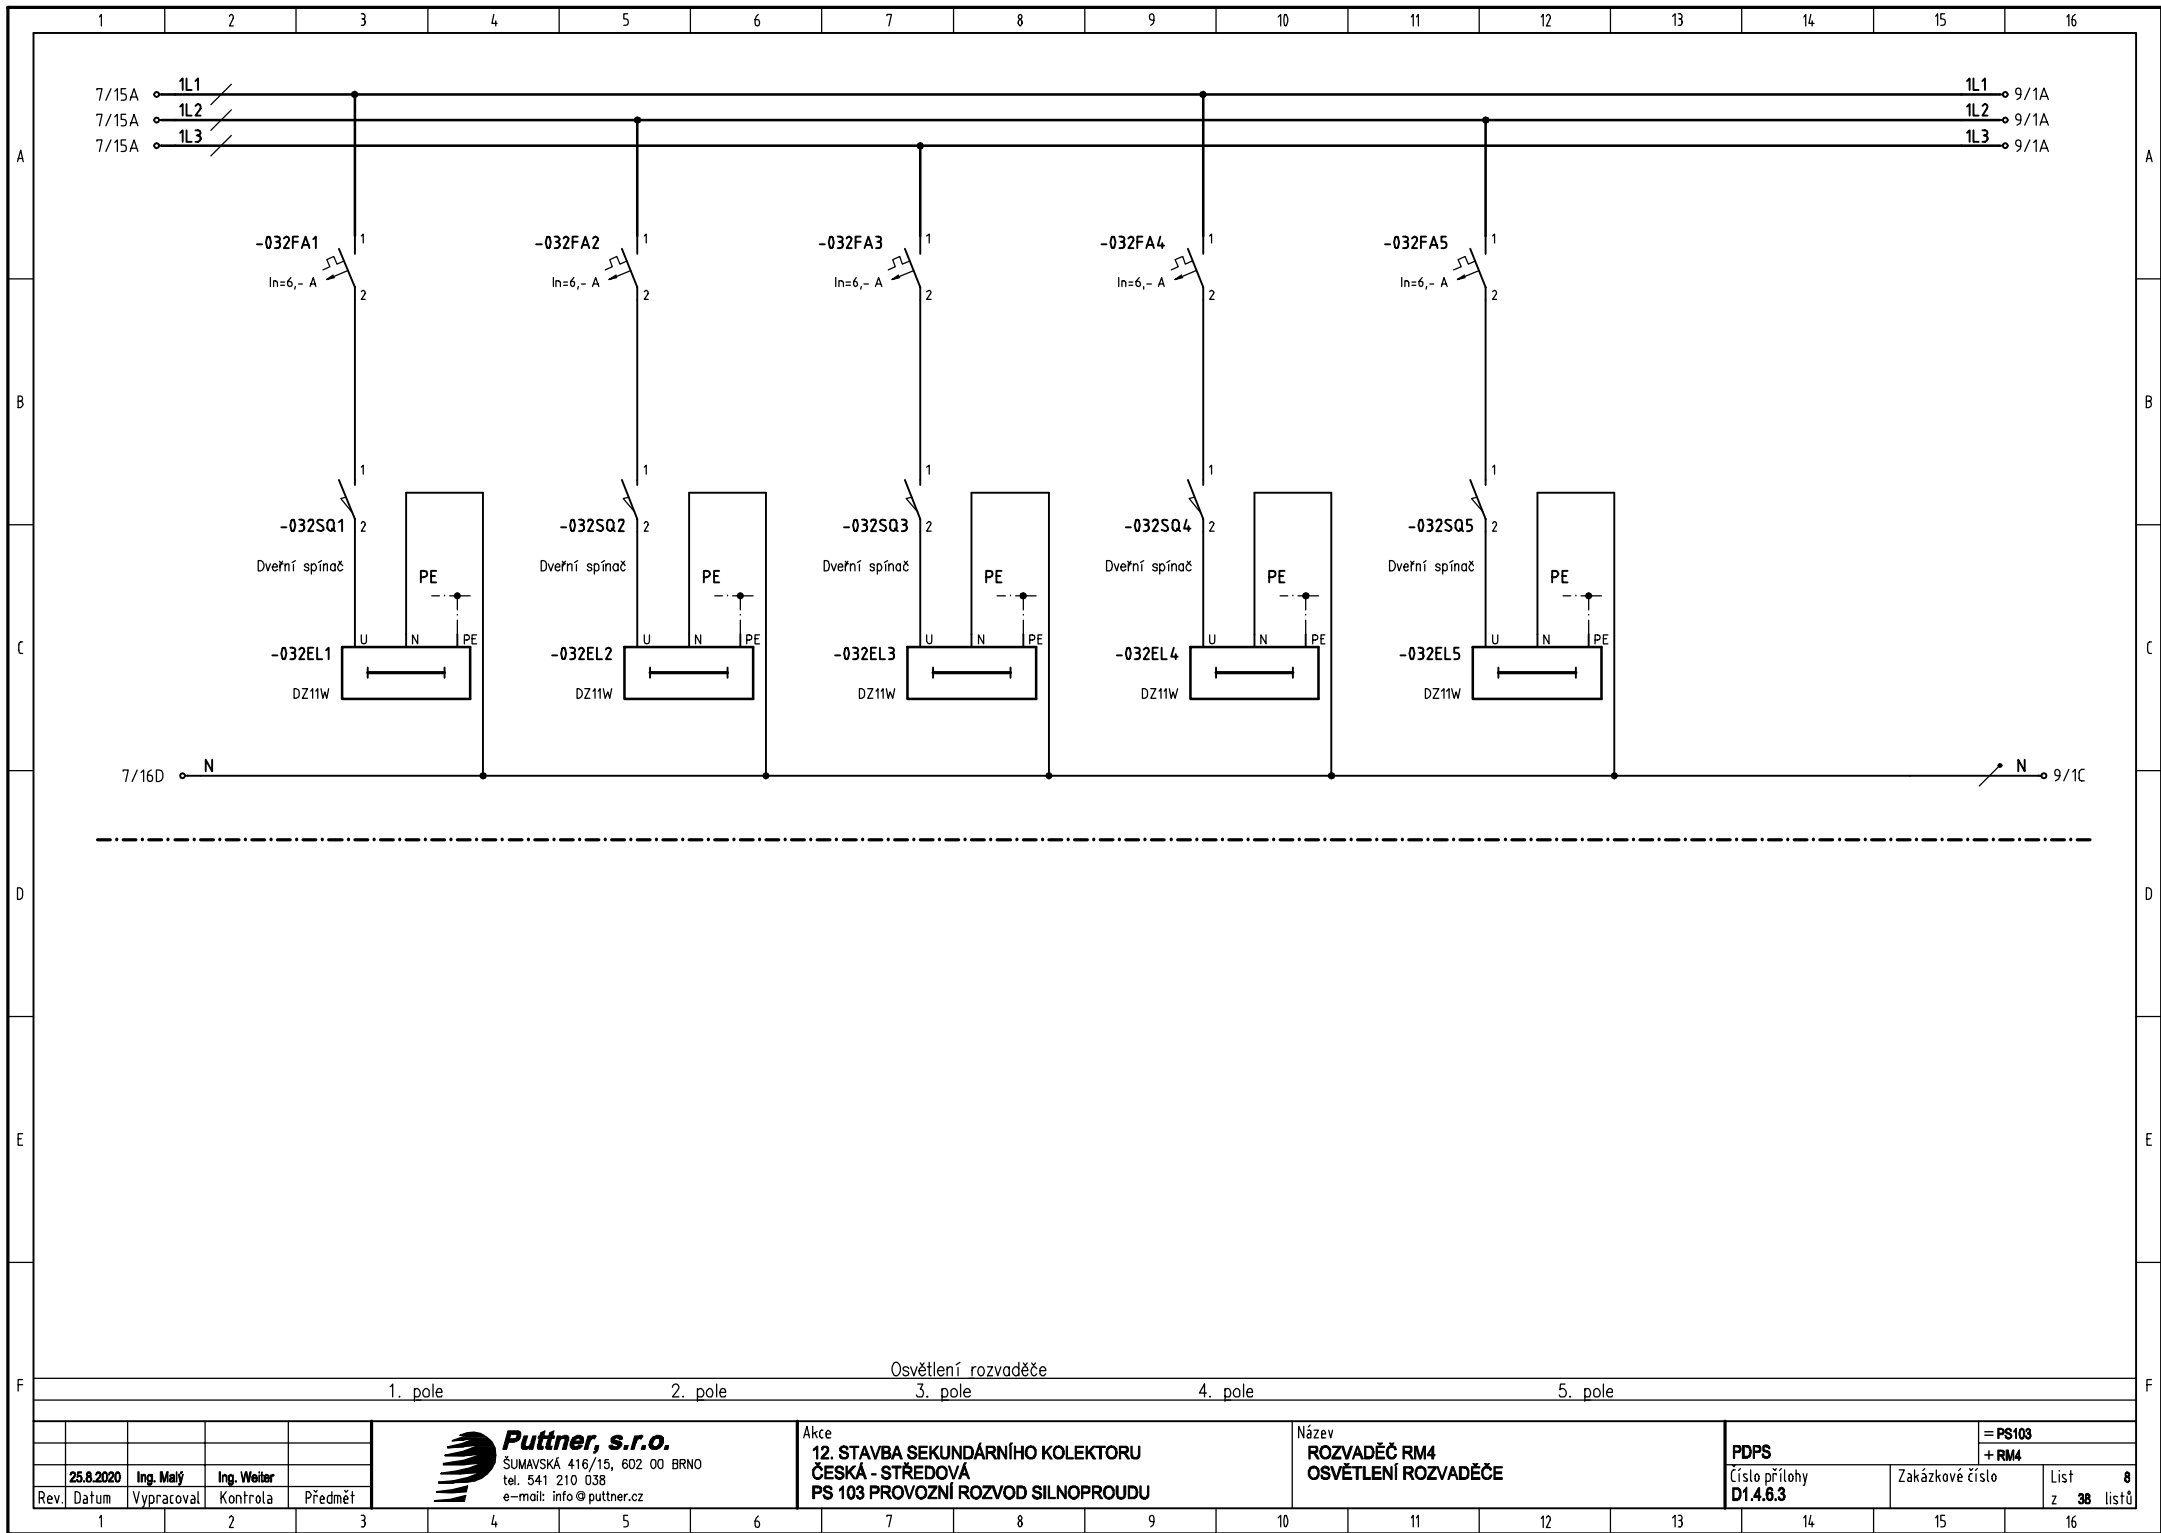 1 2 3 4 5 6 7 8 9 10 11 12 13 14 15 16
7/15A 1L1 1L1 9/1A
7/15A 1L2 1L2 9/1A
7/15A 1L3 1L3 9/1A
A A
-032FA1 1 -032FA2 1 -032FA3 1 -032FA4 1 -032FA5 1
In=6,- A 2 In=6,- A 2 In=6,- A 2 In=6,- A 2 In=6,- A 2
B B
1 1 1 1 1
-032SQ1 2 -032SQ2 2 -032SQ3 2 -032SQ4 2 -032SQ5 2
Dveřní spínač Dveřní spínač Dveřní spínač Dveřní spínač Dveřní spínač
PE PE PE PE PE
U N PE U N PE U N PE U N PE U N PE
C -032EL1 -032EL2 -032EL3 -032EL4 -032EL5 C
DZ11W DZ11W DZ11W DZ11W DZ11W
7/16D N N 9/1C
D D
E E
Osvětlení rozvaděče
F F
1. pole 2. pole 3. pole 4. pole 5. pole
25.8.2020 Ing. Malý Ing. Weiter
Rev. Datum Vypracoval Kontrola Předmět
Puttner, s.r.o.
ŠUMAVSKÁ 416/15, 602 00 BRNO
tel. 541 210 038
e-mail: info @ puttner.cz
Akce
12. STAVBA SEKUNDÁRNÍHO KOLEKTORU
ČESKÁ - STŘEDOVÁ
PS 103 PROVOZNÍ ROZVOD SILNOPROUDU
Název
ROZVADĚČ RM4
OSVĚTLENÍ ROZVADĚČE
PDPS
= PS103
+ RM4
Číslo přílohy
D1.4.6.3
Zakázkové číslo
List 8
z 38 listů
1 2 3 4 5 6 7 8 9 10 11 12 13 14 15 16